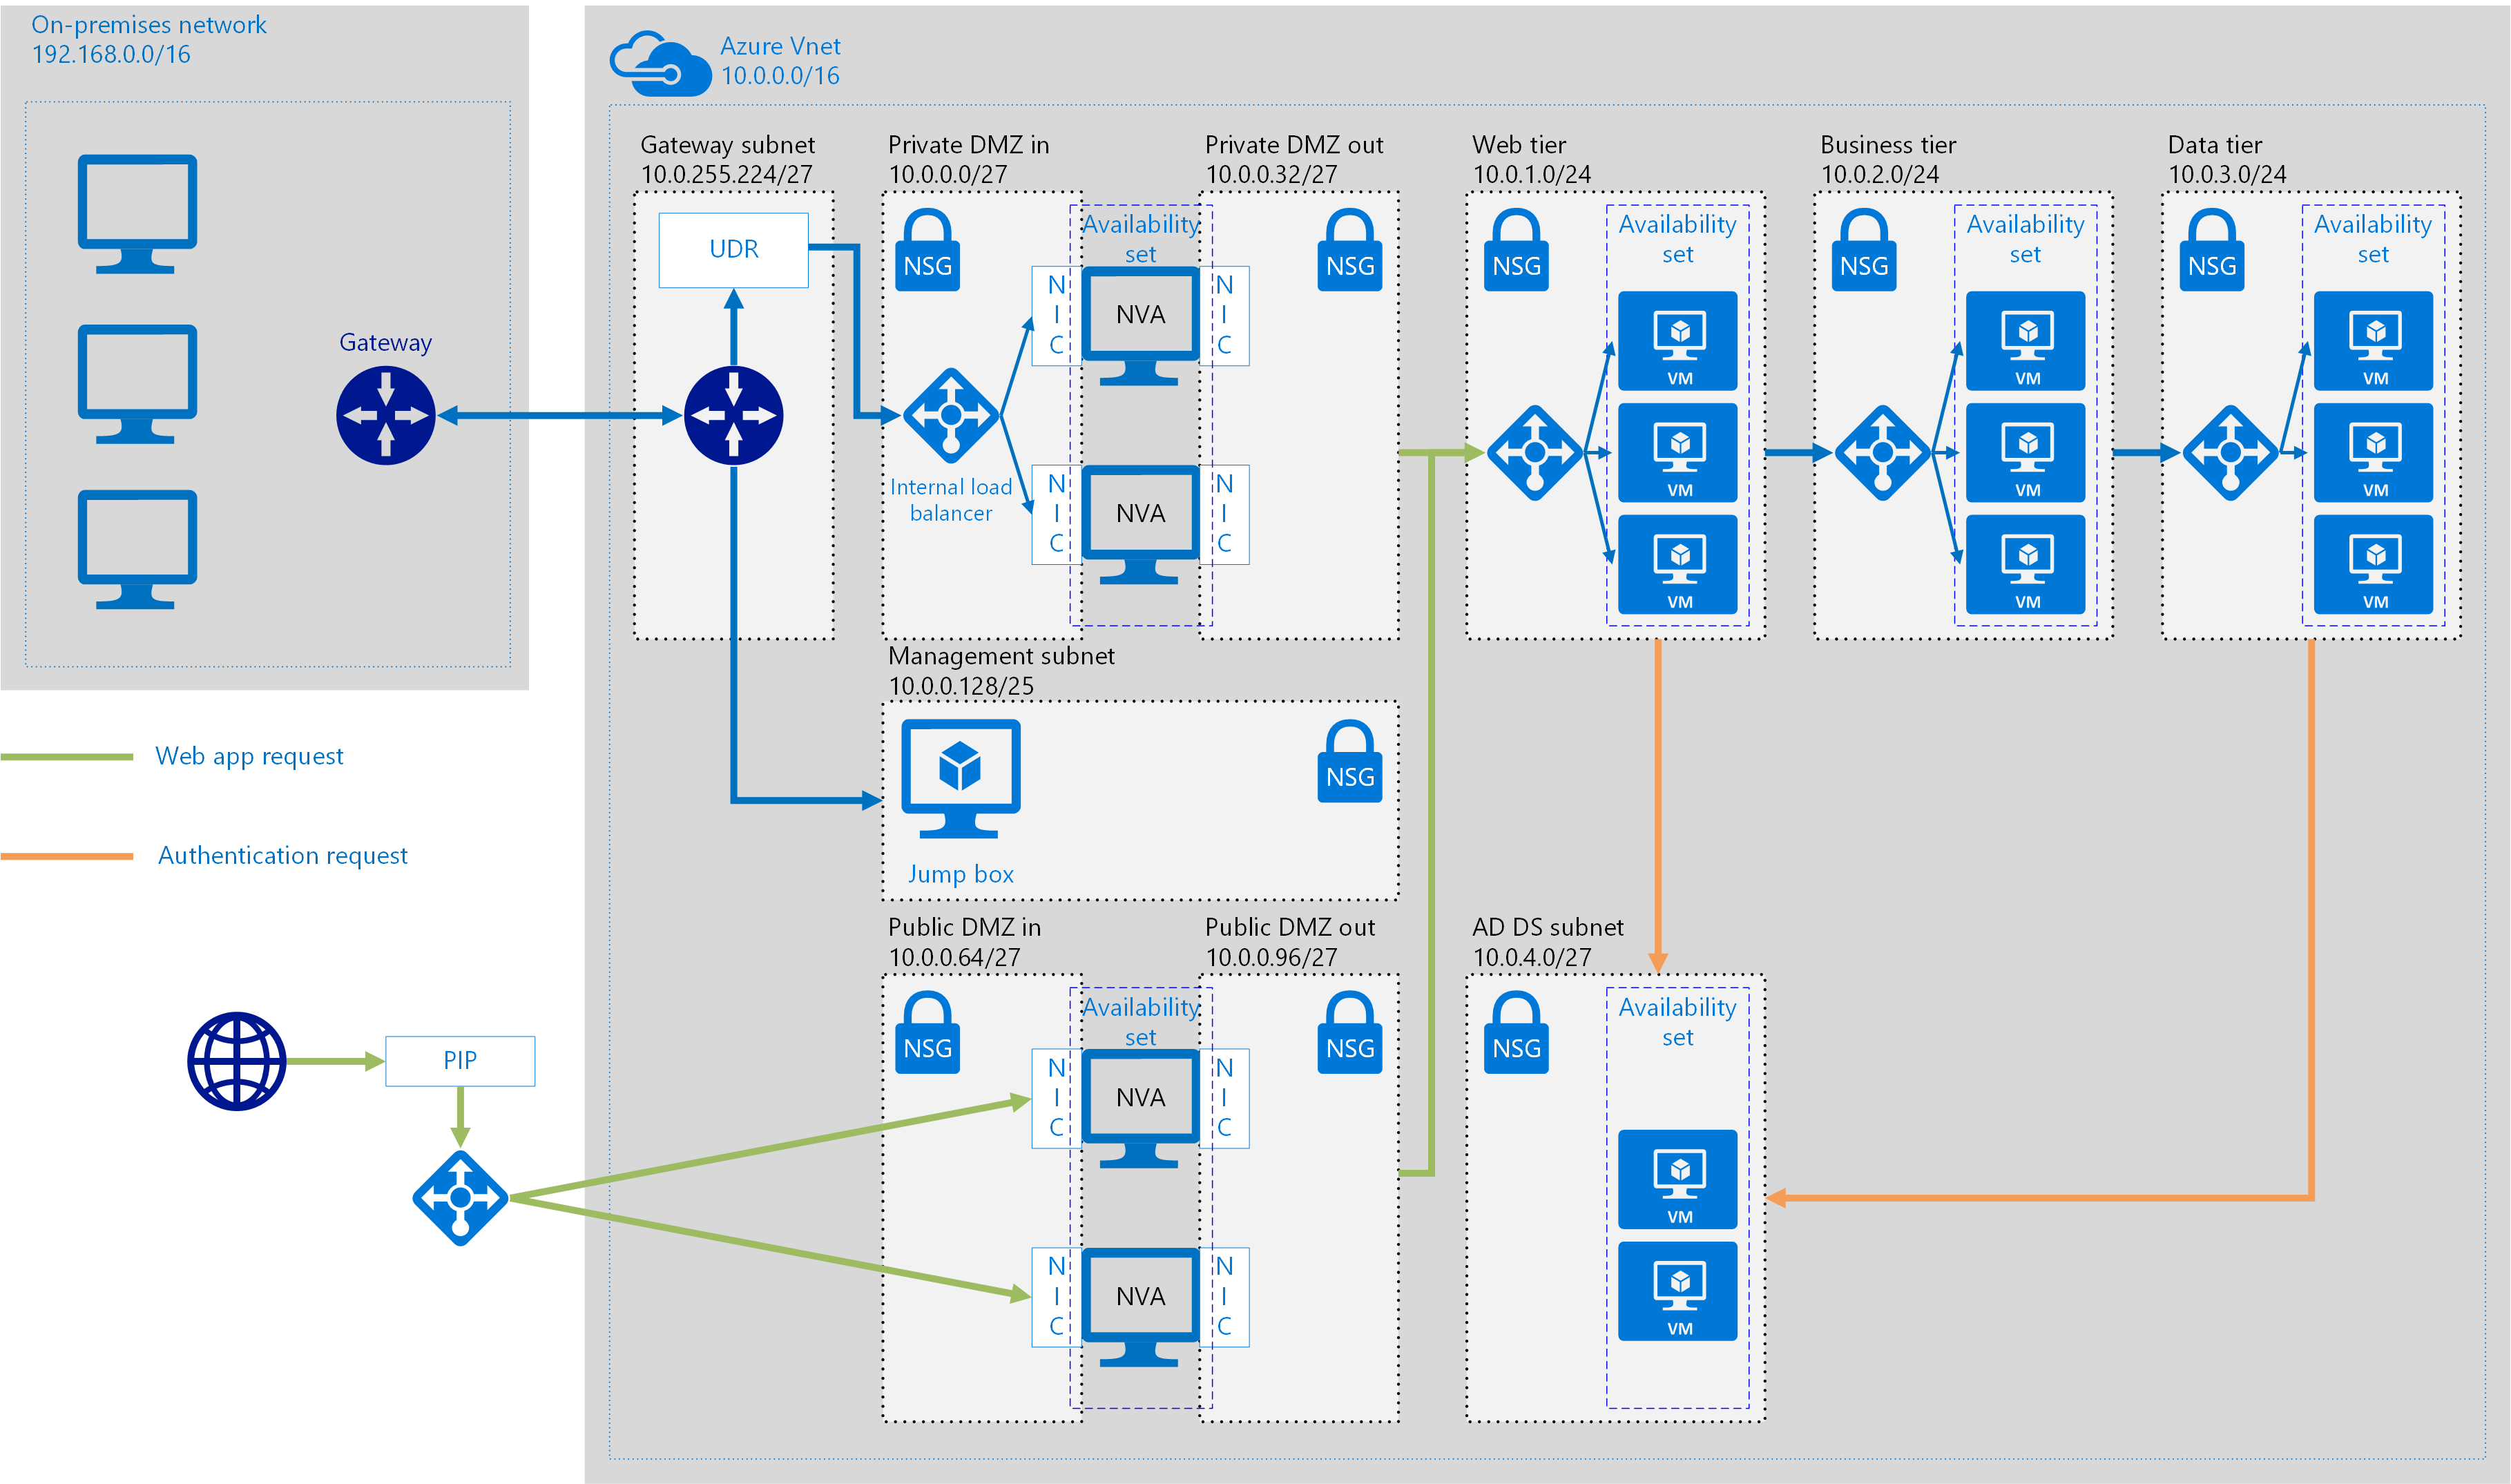 On-premises network
192.168.0.0/16
Gateway
Web app request
Authentication request
PIP
Azure Vnet
10.0.0.0/16
Gateway subnet
10.0.255.224/27
UDR
Private DMZ in
10.0.0.0/27
NSG
Internal load
balancer
Availability
set
N
I
C
NVA
N
I
C
N
I
C
NVA
N
I
C
Private DMZ out
10.0.0.32/27
NSG
Web tier
10.0.1.0/24
NSG
Availability
set
VM
VM
VM
Business tier
10.0.2.0/24
NSG
Availability
set
VM
VM
VM
Data tier
10.0.3.0/24
NSG
Availability
set
VM
VM
VM
Management subnet
10.0.0.128/25
Jump box
NSG
Public DMZ in
10.0.0.64/27
NSG
Availability
set
N
I
C
NVA
N
I
C
N
I
C
NVA
N
I
C
Public DMZ out
10.0.0.96/27
NSG
AD DS subnet
10.0.4.0/27
NSG
Availability
set
VM
VM